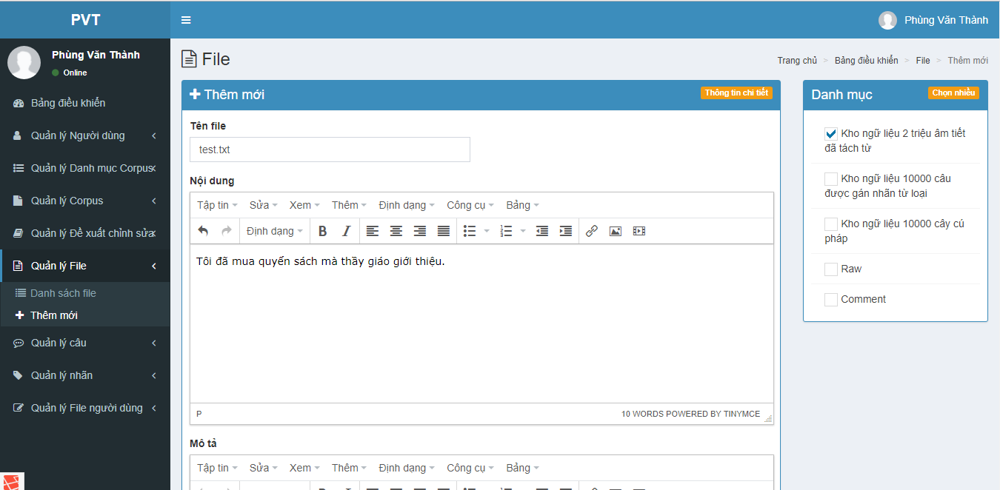 PVT
Phùng Văn Thành
Phùng Văn Thành
Online
Bảng điều khiển
Quản lý Người dùng
Quản lý Danh mục Corpus
Quản lý Corpus
Quản lý Đề xuất chỉnh sửa
Quản lý File
Danh sách file
Thêm mới
Quản lý câu
Quản lý nhãn
Quản lý File người dùng
File
Trang chủ > Bảng điều khiển > File > Thêm mới
Thêm mới
Thông tin chi tiết
Tên file
test.txt
Nội dung
Tập tin Sửa Xem Thêm Định dạng Công cụ Bảng
Định dạng B I
Tôi đã mua quyển sách mà thầy giáo giới thiệu.
P
10 WORDS POWERED BY TINYMCE
Mô tả
Tập tin Sửa Xem Thêm Định dạng Công cụ Bảng
Danh mục
Chọn nhiều
Kho ngữ liệu 2 triệu âm tiết
đã tách từ
Kho ngữ liệu 10000 câu
được gán nhãn từ loại
Kho ngữ liệu 10000 cây cú
pháp
Raw
Comment